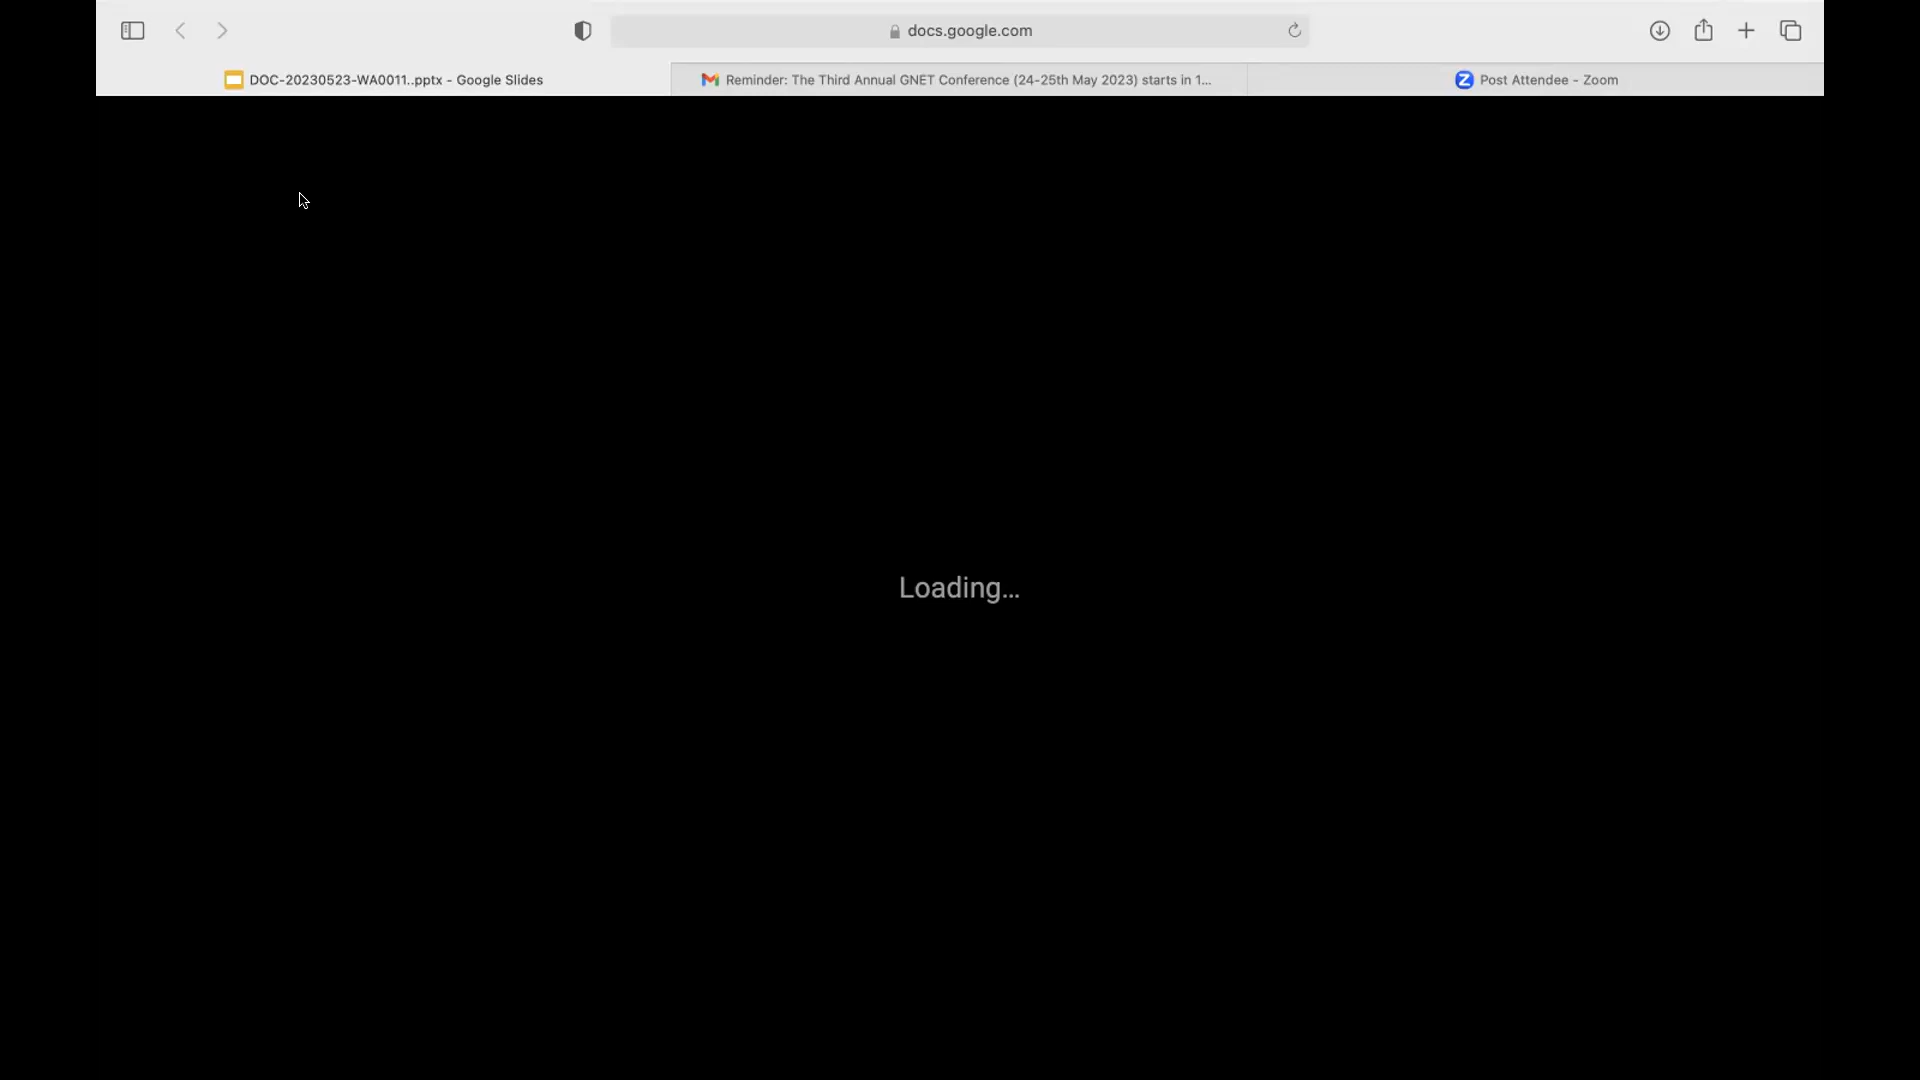 docs.google.com
DOC-20230523-WA0011..pptx - Google Slides
Reminder: The Third Annual GNET Conference (24-25th May 2023) starts in 1...
Post Attendee - Zoom
Loading...